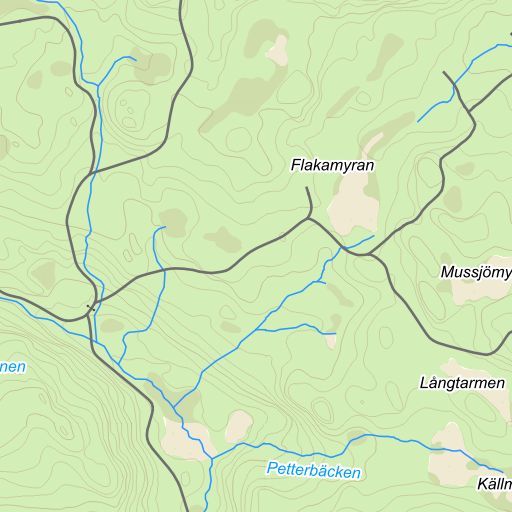 Flakamyran
Mussjömy
nen
Långtarmen
Petterbäcken
Källm